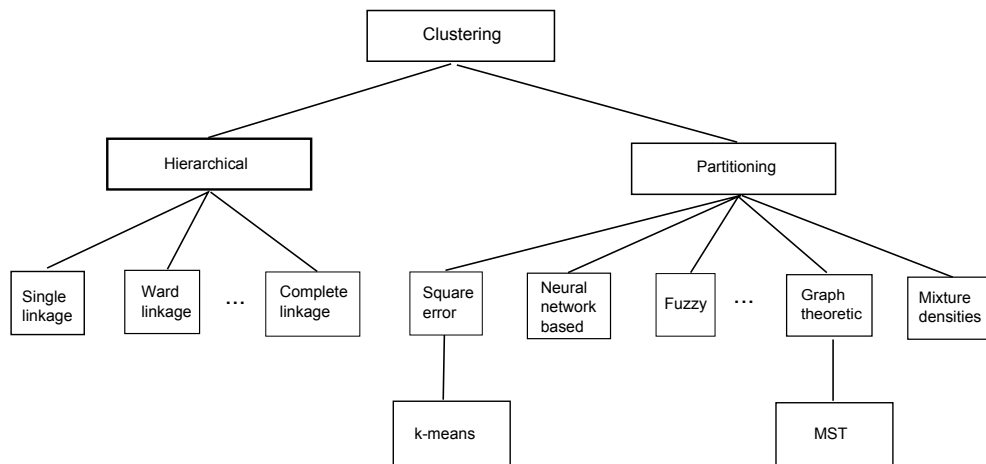 Clustering
Hierarchical
Partitioning
Single
linkage
Ward
linkage
...
Complete
linkage
Square
error
Neural
network
based
Fuzzy
...
Graph
theoretic
Mixture
densities
k-means
MST